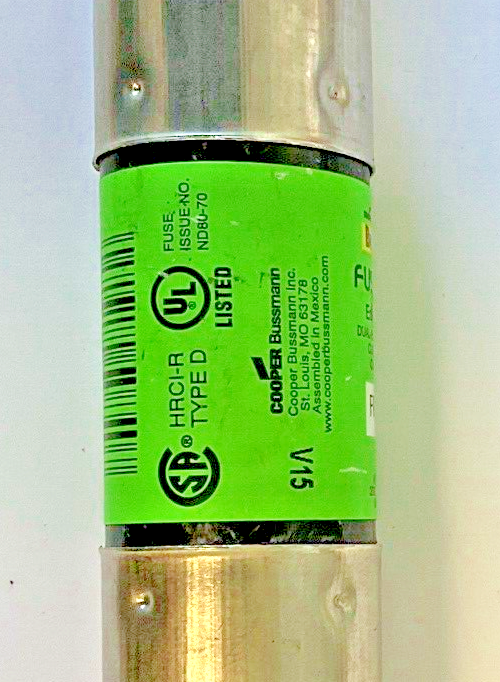 SA ® HRCI-R
TYPE D
UL ®
LISTED
FUSE
ISSUE NO.
ND8U-70
COOPER Bussmann
Cooper Bussmann Inc.
St. Louis, MO 63178
Assembled in Mexico
www.cooperbussmann.com
V15
FU